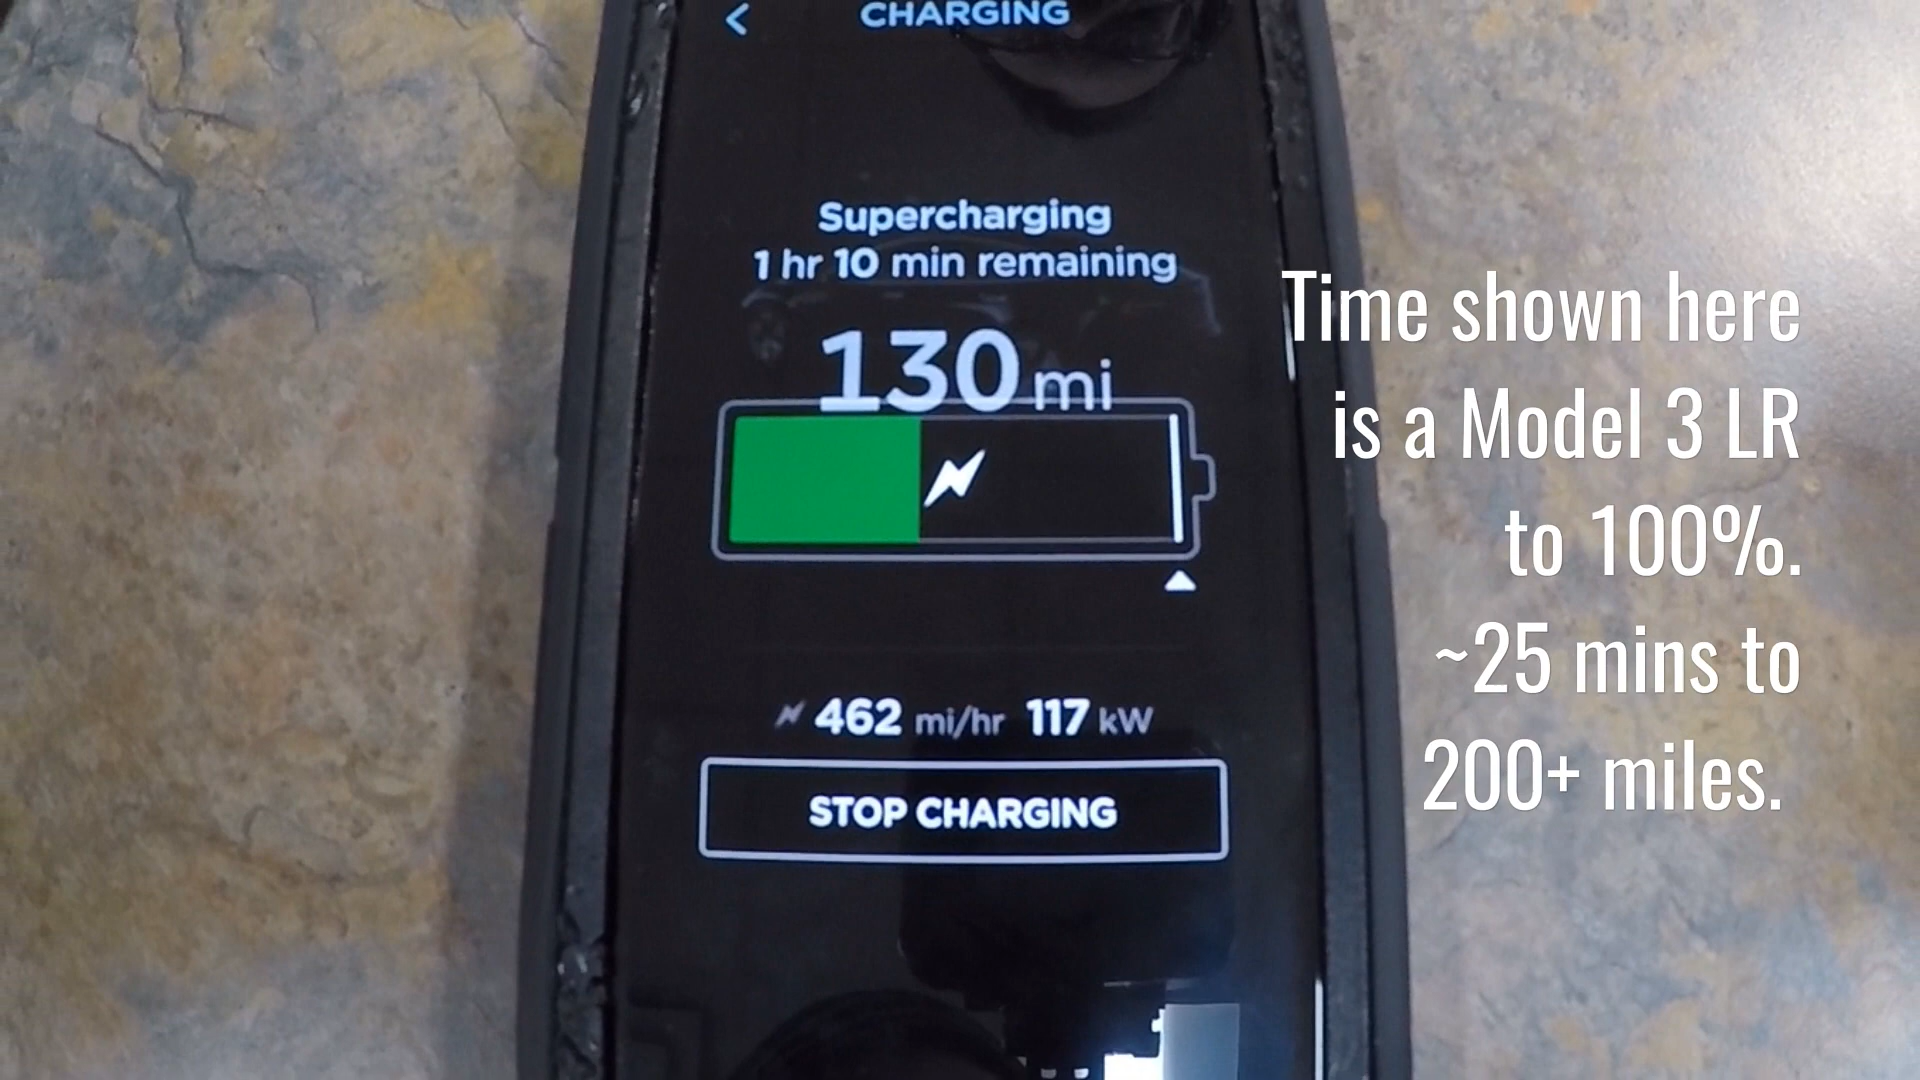 CHARGING
Supercharging
1 hr 10 min remaining
130 mi
462 mi/hr 117 kW
STOP CHARGING
Time shown here
is a Model 3 LR
to 100%.
~25 mins to
200+ miles.